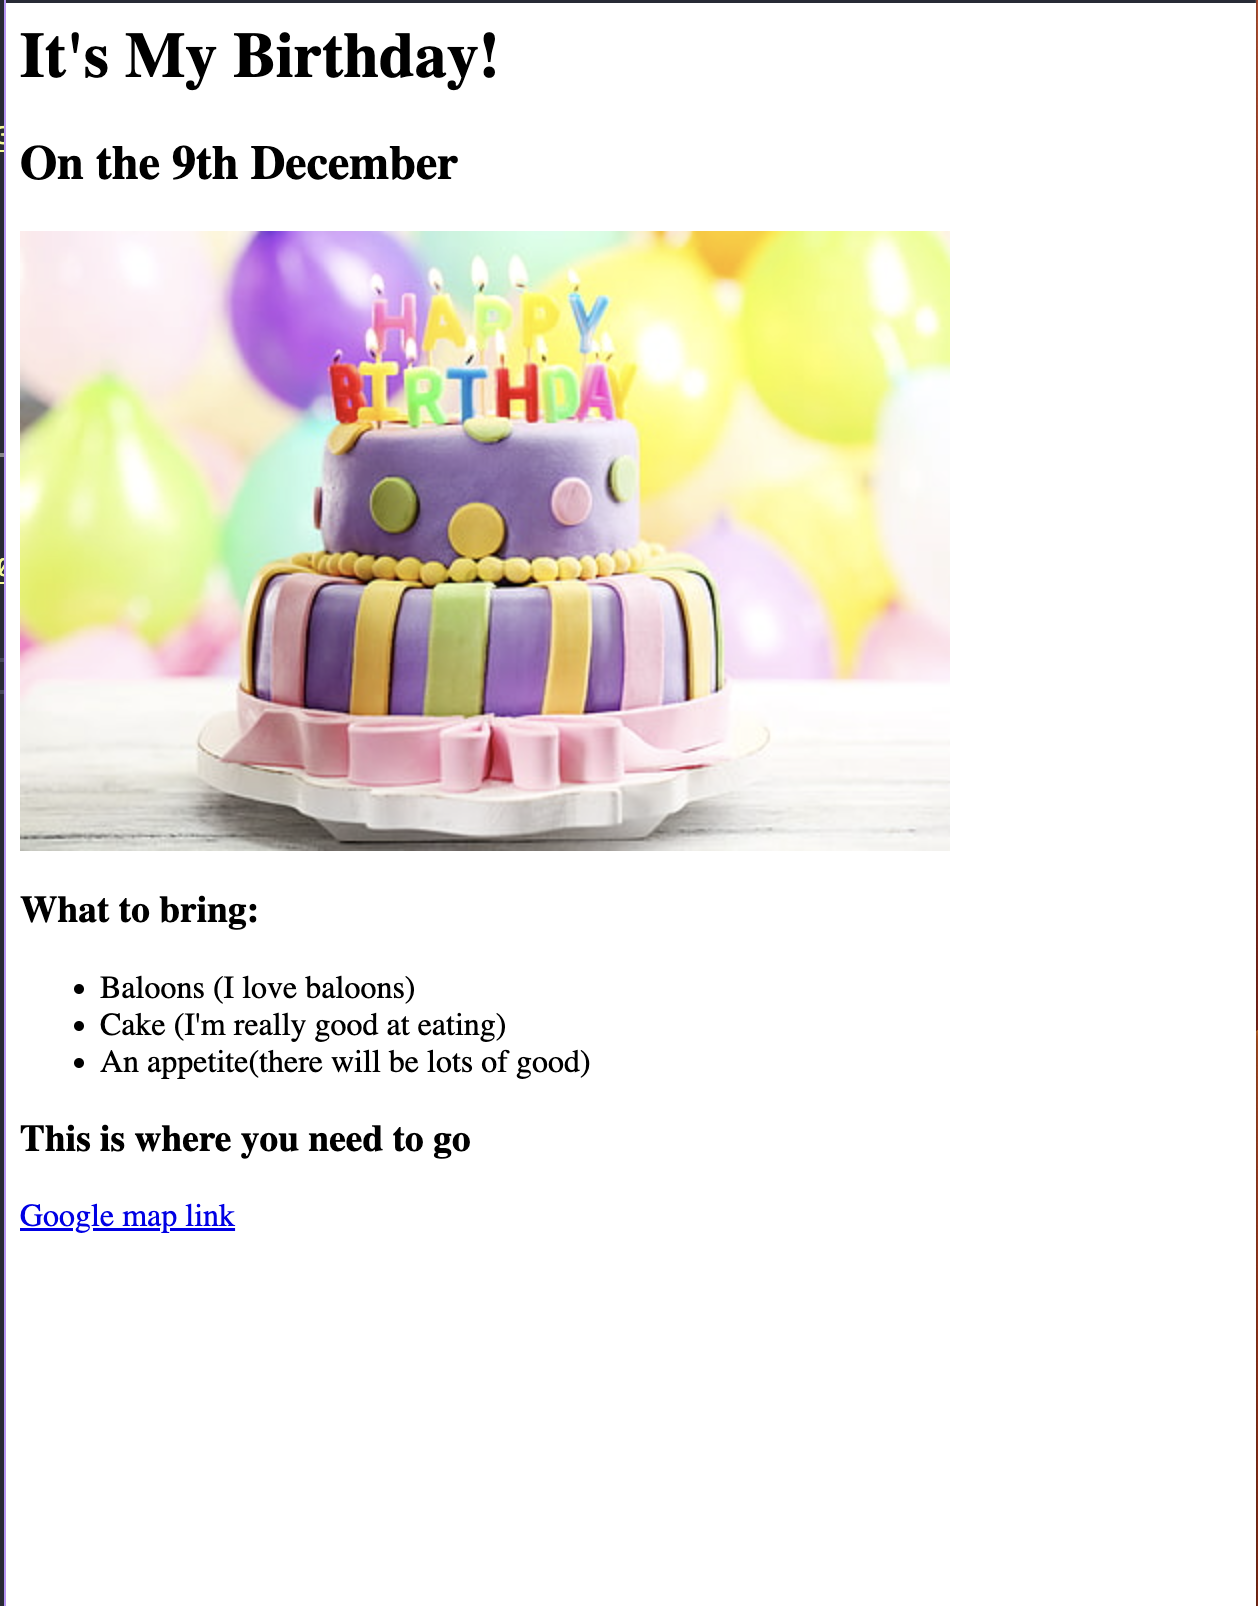 It's My Birthday!
On the 9th December
HAPPY
BIRTHDAY
What to bring:
Baloons (I love baloons)
Cake (I'm really good at eating)
An appetite(there will be lots of good)
This is where you need to go
Google map link